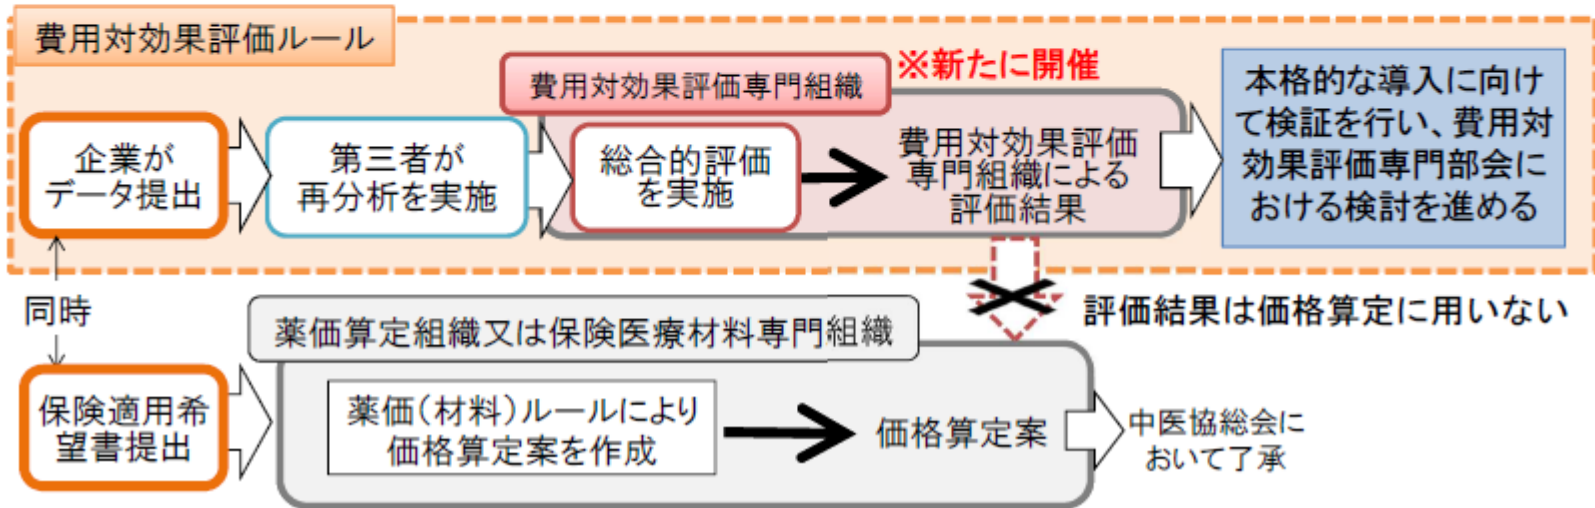 費用対効果評価ルール
費用対効果評価専門組織
※新たに開催
企業が
データ提出
第三者が
再分析を実施
総合的評価
を実施
費用対効果評価
専門組織による
評価結果
本格的な導入に向け
て検証を行い、費用対
効果評価専門部会に
おける検討を進める
同時
評価結果は価格算定に用いない
薬価算定組織又は保険医療材料専門組織
保険適用希
望書提出
薬価(材料)ルールにより
価格算定案を作成
価格算定案
中医協総会に
おいて了承